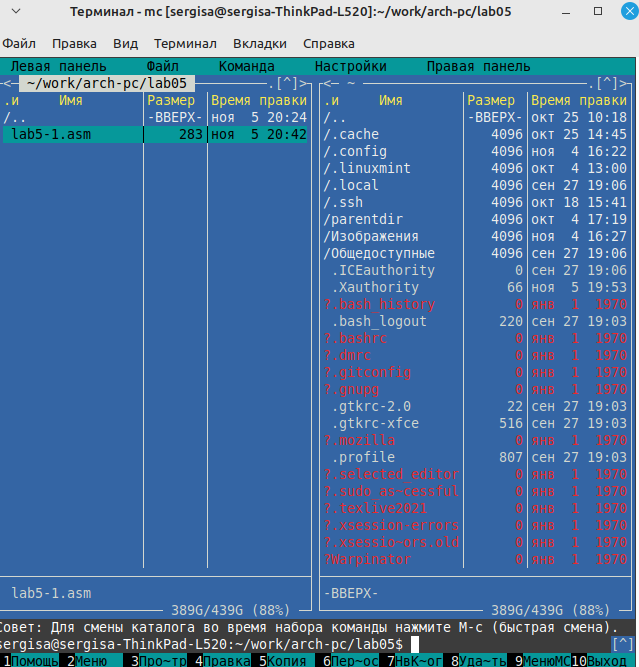 Терминал - mc [sergisa@sergisa-ThinkPad-L520]:~/work/arch-pc/lab05
Файл Правка Вид Терминал Вкладки Справка
Левая панель Файл Команда Настройки Правая панель
<— ~/work/arch-pc/lab05 .[^]> <— ~ .[^]>
.и Имя Размер Время правки .и Имя Размер Время правки
/.. -ВВЕРХ- ноя 5 20:24 /.. -ВВЕРХ- окт 25 10:18
lab5-1.asm 283 ноя 5 20:42 /.cache 4096 окт 25 14:45
/.config 4096 ноя 4 16:22
/.linuxmint 4096 окт 4 13:00
/.local 4096 сен 27 19:06
/.ssh 4096 окт 18 15:41
/parentdir 4096 окт 4 17:19
/Изображения 4096 ноя 4 16:27
/Общедоступные 4096 сен 27 19:06
.ICEauthority 0 сен 27 19:06
.Xauthority 66 ноя 5 19:53
?.bash_history 0 янв 1 1970
.bash_logout 220 сен 27 19:03
?.bashrc 0 янв 1 1970
?.dmrc 0 янв 1 1970
?.gitconfig 0 янв 1 1970
?.gnupg 0 янв 1 1970
.gtkrc-2.0 22 сен 27 19:03
.gtkrc-xfce 516 сен 27 19:03
?.mozilla 0 янв 1 1970
.profile 807 сен 27 19:03
?.selected_editor 0 янв 1 1970
?.sudo_as~cessful 0 янв 1 1970
?.texlive2021 0 янв 1 1970
?.xsession-errors 0 янв 1 1970
?.xsessio~ors.old 0 янв 1 1970
?Warpinator 0 янв 1 1970
lab5-1.asm -ВВЕРХ-
389G/439G (88%) 389G/439G (88%)
Совет: Для смены каталога во время набора команды нажмите M-c (быстрая смена).
sergisa@sergisa-ThinkPad-L520:~/work/arch-pc/lab05$ [^]
1Помощь 2Меню 3Про~тр 4Правка 5Копия 6Пер~ос 7НвК~ог 8Уда~ть 9МенюMC 10Выход